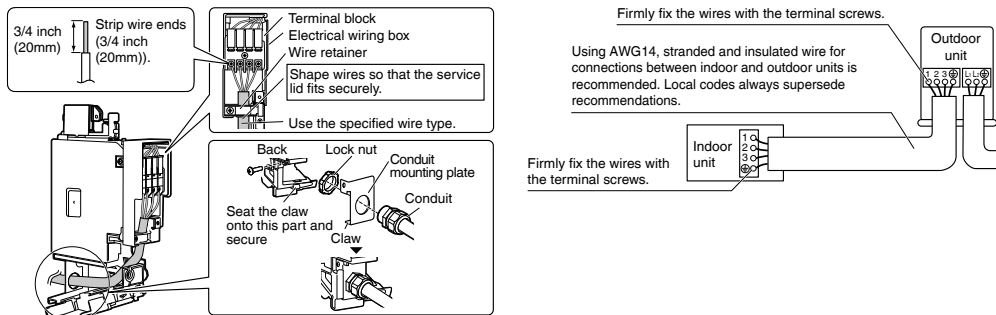 3/4 inch
(20mm)
Strip wire ends
(3/4 inch
(20mm)).
Terminal block
Electrical wiring box
Wire retainer
Shape wires so that the service
lid fits securely.
Use the specified wire type.
Back
Lock nut
Conduit
mounting plate
Conduit
Seat the claw
onto this part and
secure
Claw
Firmly fix the wires with the terminal screws.
Using AWG14, stranded and insulated wire for
connections between indoor and outdoor units is
recommended. Local codes always supersede
recommendations.
Outdoor
unit
1 2 3 L1 L2
Indoor
unit
1
2
3
Firmly fix the wires with
the terminal screws.